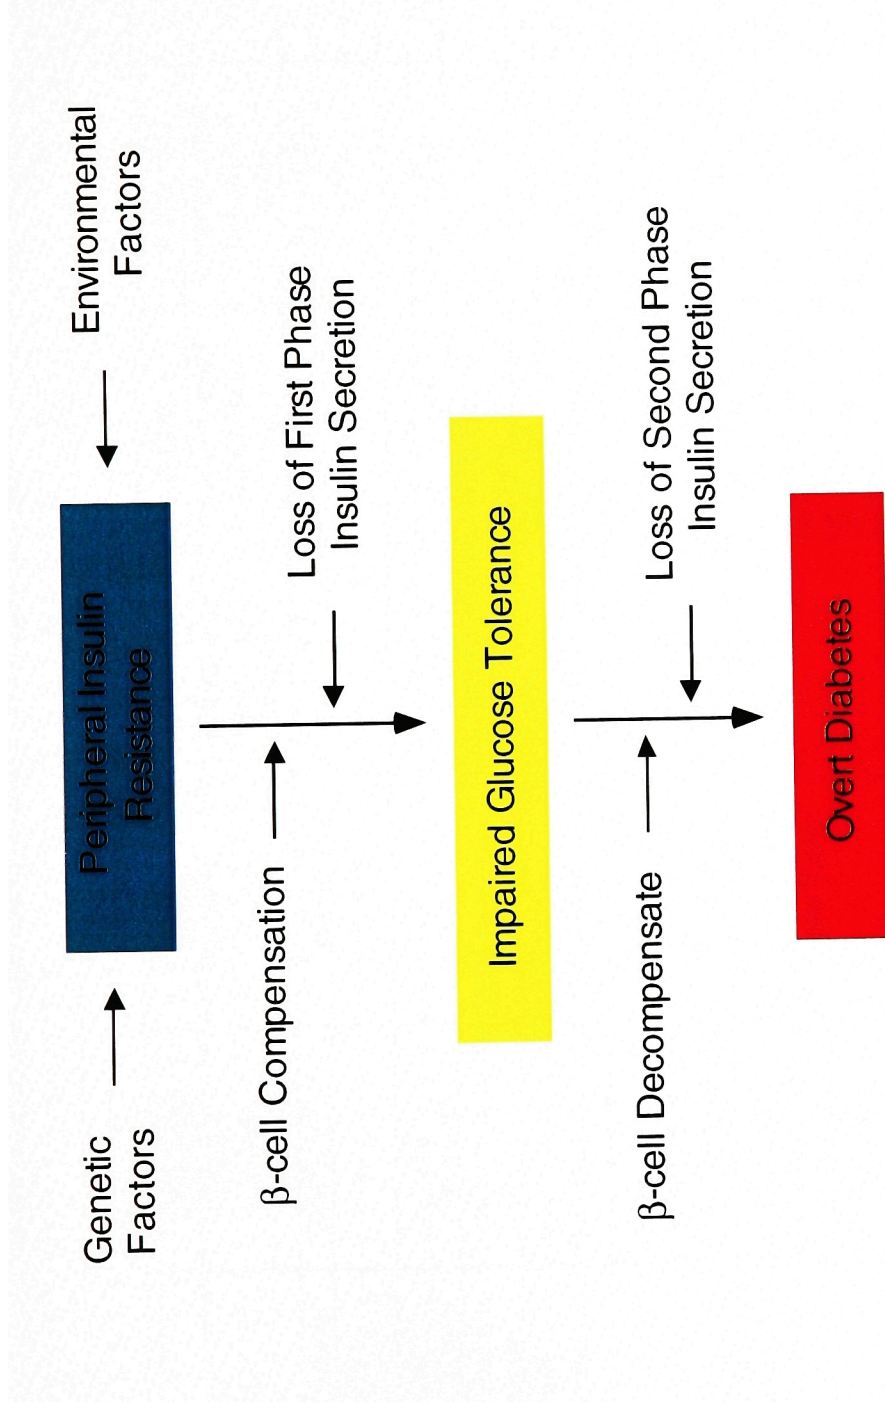 Genetic
Factors
Peripheral Insulin
Resistance
Environmental
Factors
β-cell Compensation
Loss of First Phase
Insulin Secretion
Impaired Glucose Tolerance
β-cell Decompensate
Loss of Second Phase
Insulin Secretion
Overt Diabetes